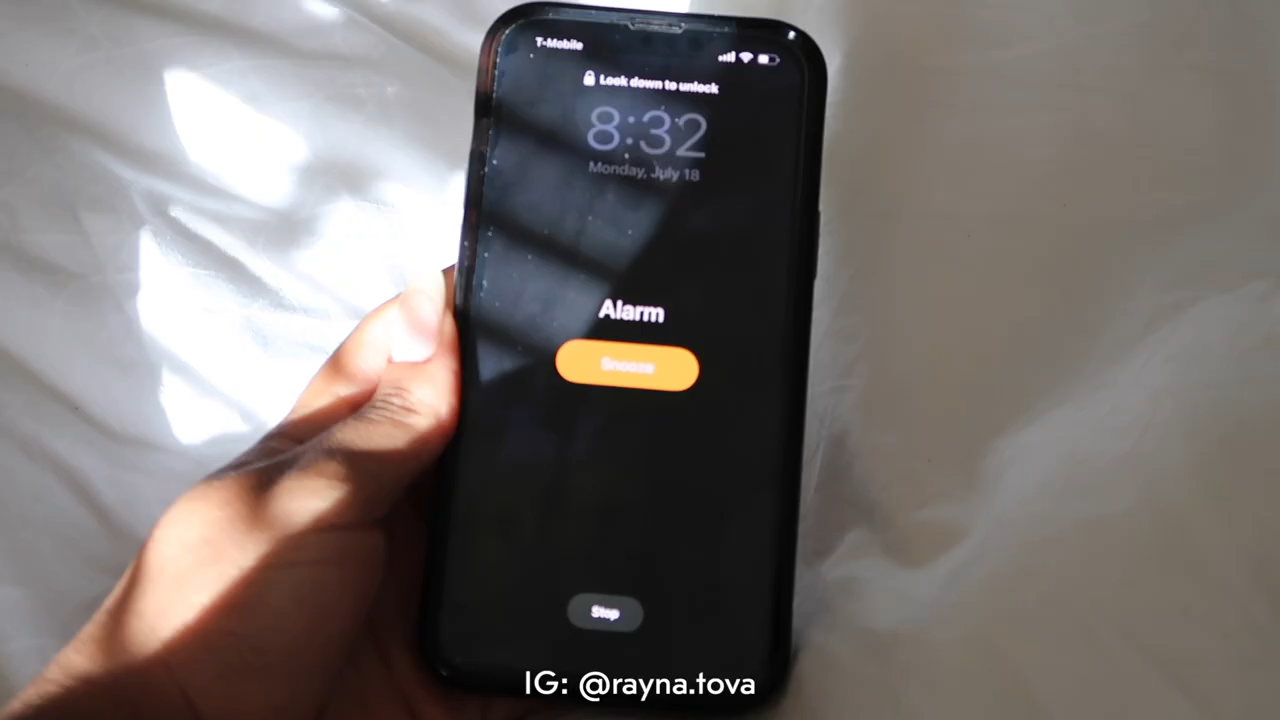 T-Mobile
Look down to unlock
8:32
Monday, July 18
Alarm
Snooze
Stop
IG: @rayna.tova